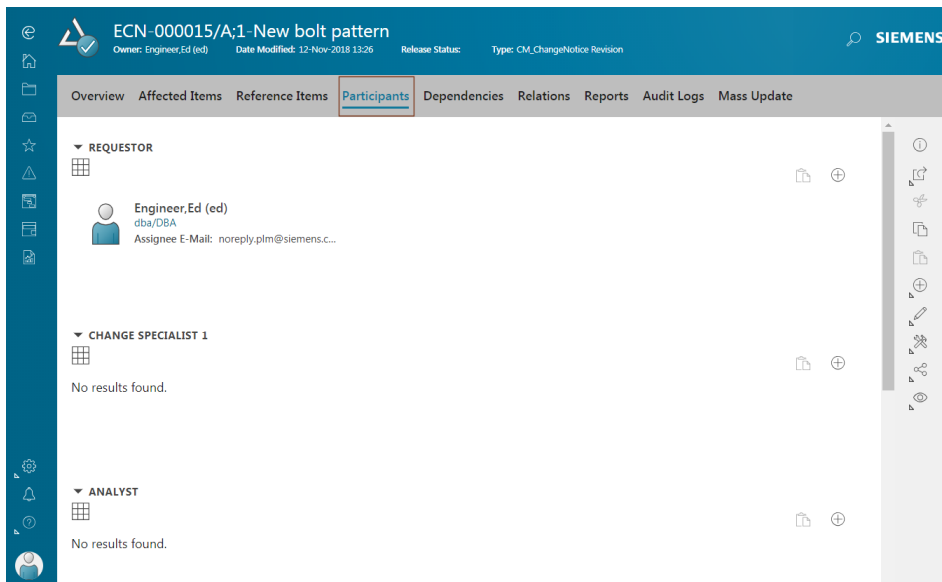 ECN-000015/A;1-New bolt pattern
Owner: Engineer,Ed (ed) Date Modified: 12-Nov-2018 13:26 Release Status: Type: CM_ChangeNotice Revision
SIEMENS
Overview Affected Items Reference Items Participants Dependencies Relations Reports Audit Logs Mass Update
REQUESTOR
Engineer,Ed (ed)
dba/DBA
Assignee E-Mail: noreply.plm@siemens.c...
CHANGE SPECIALIST 1
No results found.
ANALYST
No results found.